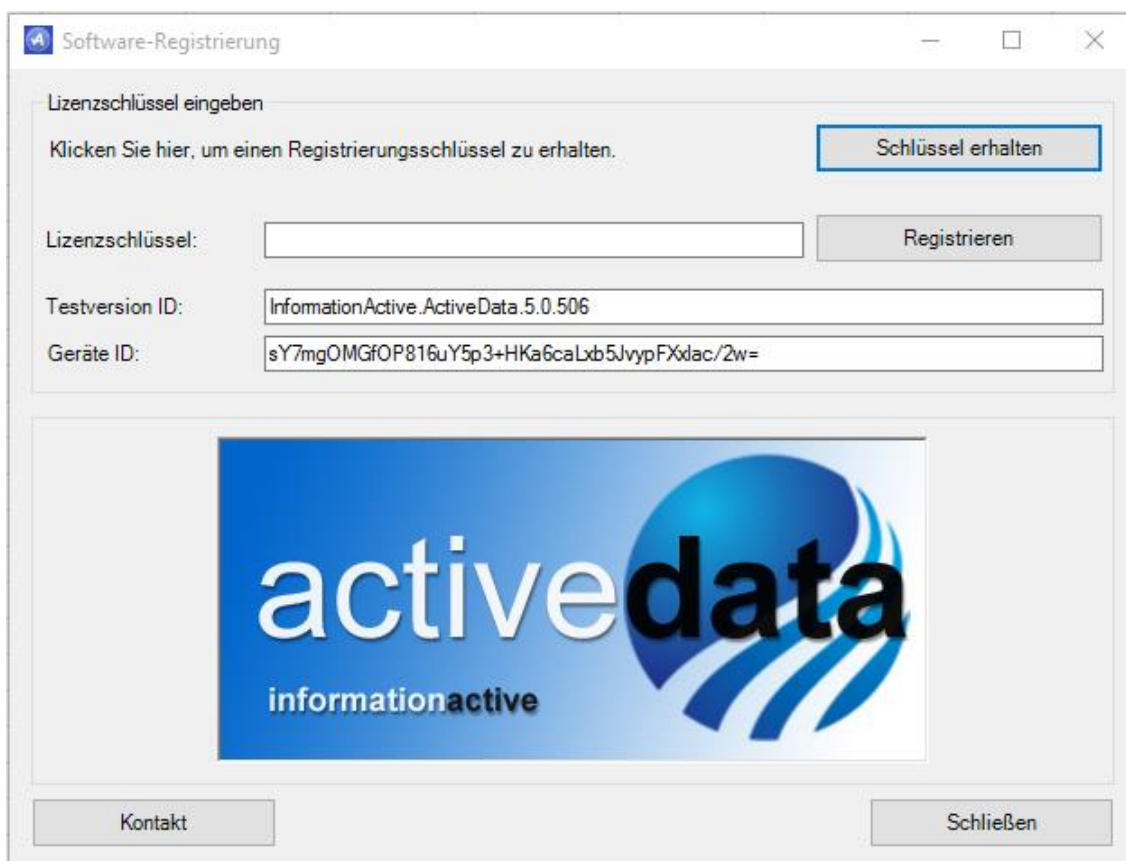 Software-Registrierung
Lizenzschlüssel eingeben
Klicken Sie hier, um einen Registrierungsschlüssel zu erhalten.
Schlüssel erhalten
Lizenzschlüssel:
Registrieren
Testversion ID: InformationActive.ActiveData.5.0.506
Geräte ID: sY7mgOMGfOP816uY5p3+HKa6caLxb5JvypFXxlac/2w=
activedata
informationactive
Kontakt
Schließen